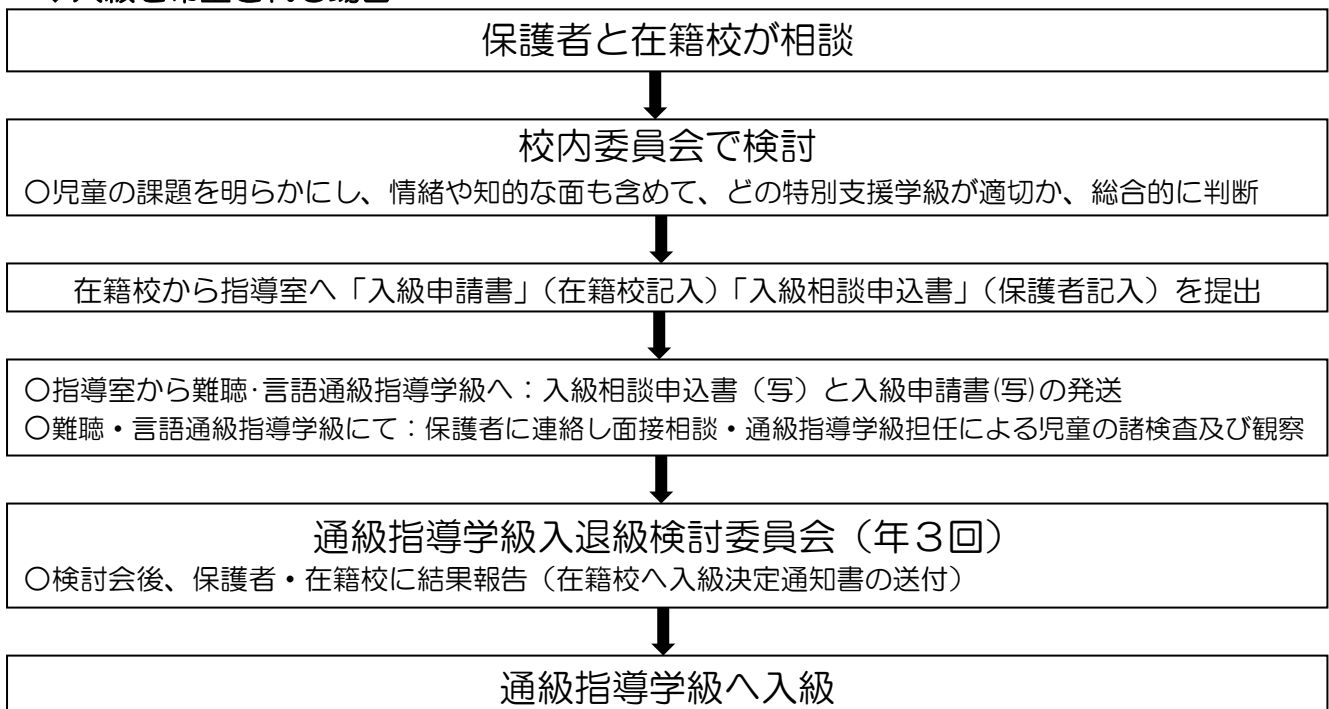 保護者と在籍校が相談
校内委員会で検討
〇児童の課題を明らかにし、情緒や知的な面も含めて、どの特別支援学級が適切か、総合的に判断
在籍校から指導室へ「入級申請書」(在籍校記入)「入級相談申込書」(保護者記入)を提出
〇指導室から難聴・言語通級指導学級へ：入級相談申込書（写）と入級申請書(写)の発送
〇難聴・言語通級指導学級にて：保護者に連絡し面接相談・通級指導学級担任による児童の諸検査及び観察
通級指導学級入退級検討委員会（年３回）
〇検討会後、保護者・在籍校に結果報告（在籍校へ入級決定通知書の送付）
通級指導学級へ入級